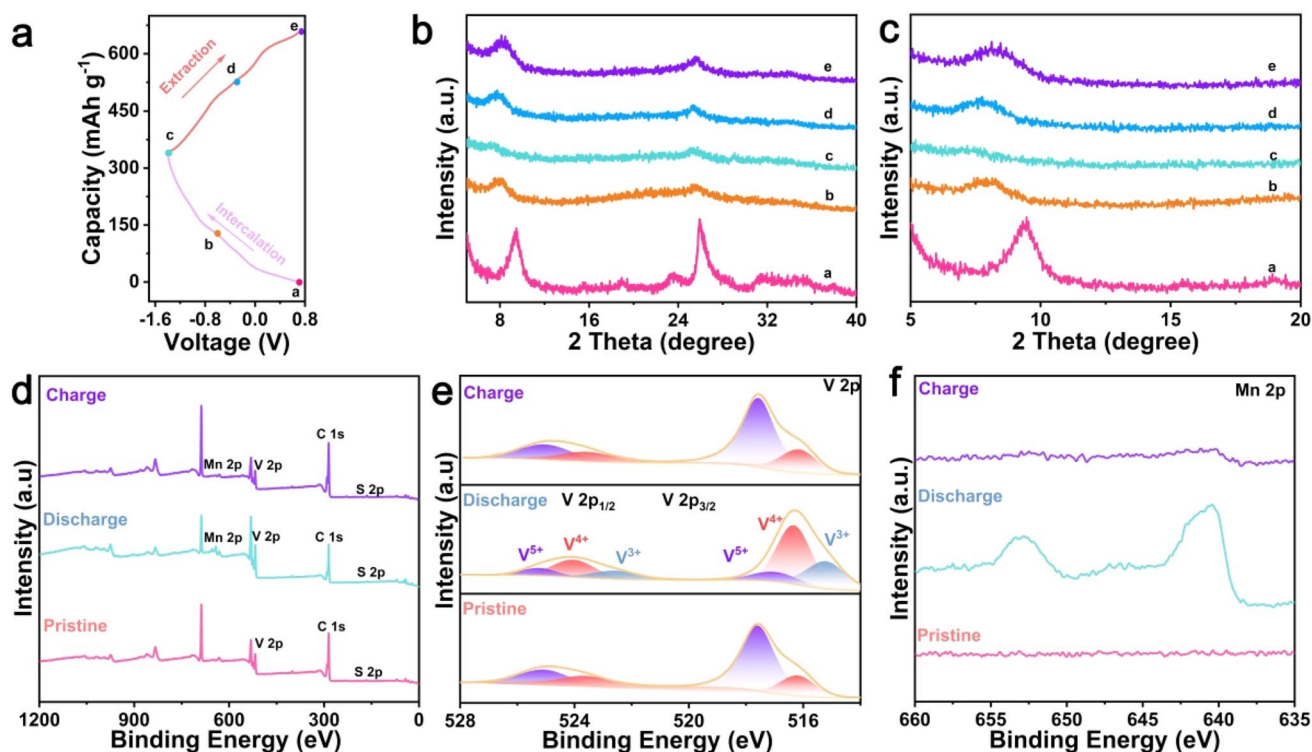 a
Capacity (mAh g-1)
600
450
300
150
0
-1.6
-0.8
0.0
0.8
Voltage (V)
Extraction
Intercalation
a
b
c
d
e
b
Intensity (a.u.)
e
d
c
b
a
8
16
24
32
40
2 Theta (degree)
c
Intensity (a.u.)
e
d
c
b
a
5
10
15
20
2 Theta (degree)
d
Intensity (a.u)
Charge
Mn 2p
V 2p
C 1s
S 2p
Discharge
Mn 2p
V 2p
C 1s
S 2p
Pristine
V 2p
C 1s
S 2p
1200
900
600
300
0
Binding Energy (eV)
e
Intensity (a.u.)
Charge
V 2p
Discharge
V 2p1/2
V 2p3/2
V5+
V4+
V3+
V5+
V4+
V3+
Pristine
528
524
520
516
Binding Energy (eV)
f
Intensity (a.u.)
Mn 2p
Charge
Discharge
Pristine
660
655
650
645
640
635
Binding Energy (eV)